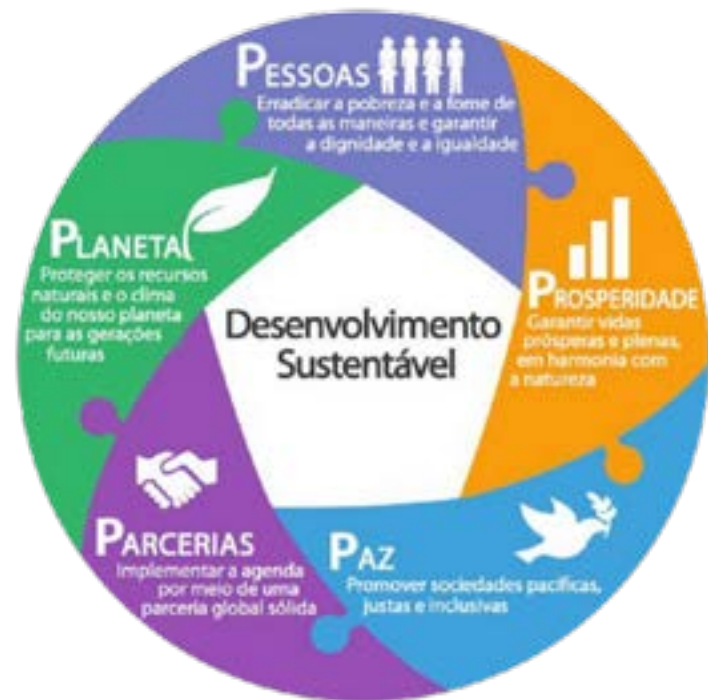 PESSOAS
Erradicar a pobreza e a fome de
todas as maneiras e garantir
a dignidade e a igualdade
PROSPERIDADE
Garantir vidas
prósperas e plenas,
em harmonia com
a natureza
PAZ
Promover sociedades pacíficas,
justas e inclusivas
PARCERIAS
Implementar a agenda
por meio de uma
parceria global sólida
PLANETA
Proteger os recursos
naturais e o clima
do nosso planeta
para as gerações
futuras
Desenvolvimento
Sustentável